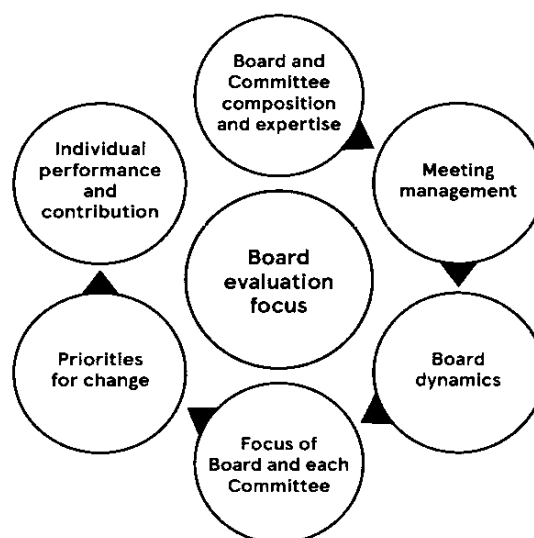 Board and
Committee
composition
and expertise
Meeting
management
Board
dynamics
Focus of
Board and each
Committee
Priorities
for change
Individual
performance
and
contribution
Board
evaluation
focus